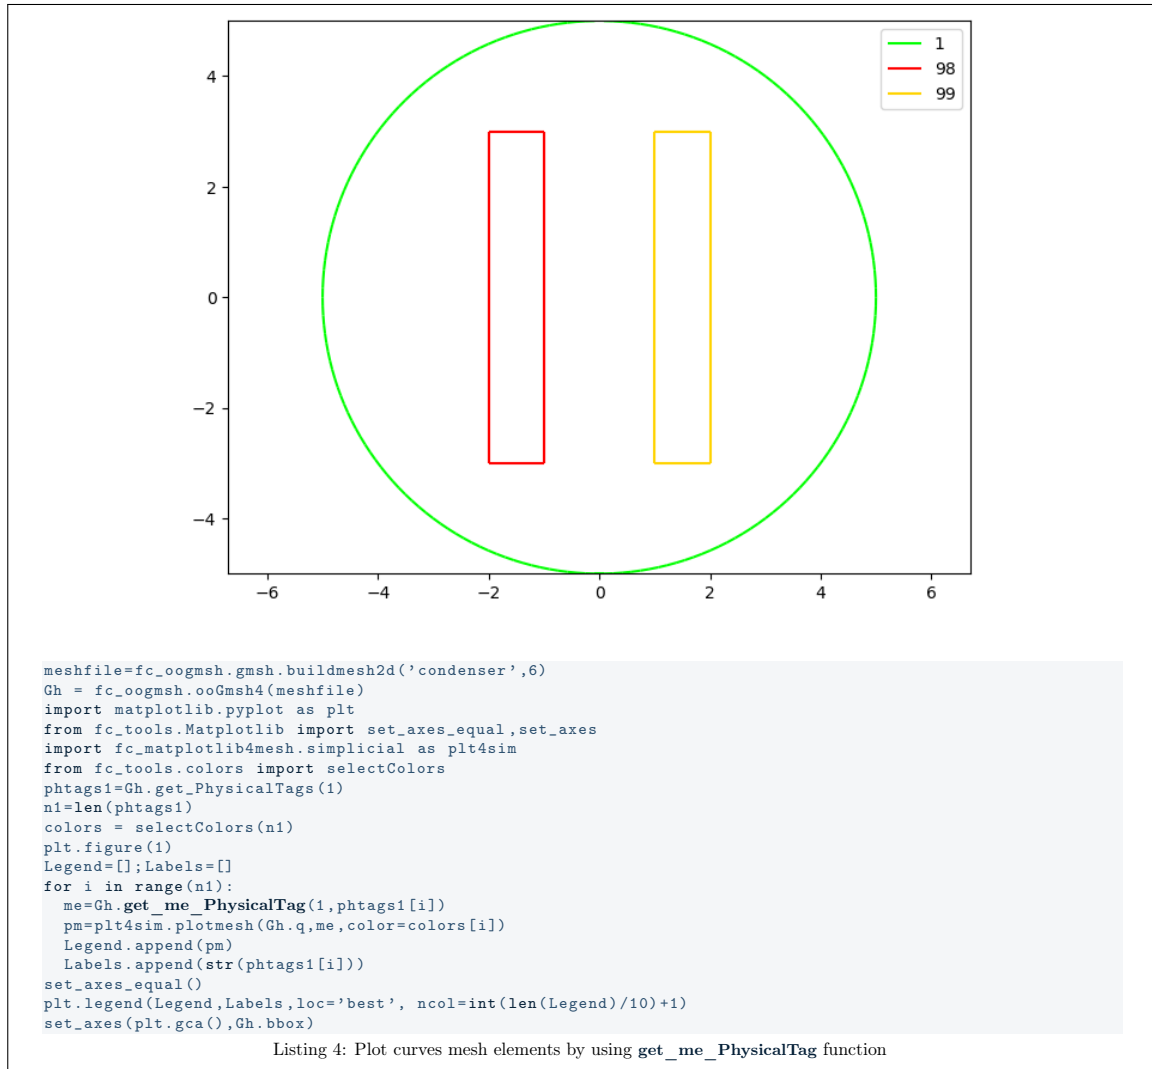 1
98
99
4
2
0
−2
−4
−6
−4
−2
0
2
4
6
meshfile=fc_oogmsh.gmsh.buildmesh2d('condenser',6)
Gh = fc_oogmsh.ooGmsh4(meshfile)
import matplotlib.pyplot as plt
from fc_tools.Matplotlib import set_axes_equal,set_axes
import fc_matplotlib4mesh.simplicial as plt4sim
from fc_tools.colors import selectColors
phtags1=Gh.get_PhysicalTags(1)
n1=len(phtags1)
colors = selectColors(n1)
plt.figure(1)
Legend=[];Labels=[]
for i in range(n1):
  me=Gh.get_me_PhysicalTag(1,phtags1[i])
  pm=plt4sim.plotmesh(Gh.q,me,color=colors[i])
  Legend.append(pm)
  Labels.append(str(phtags1[i]))
set_axes_equal()
plt.legend(Legend,Labels,loc='best', ncol=int(len(Legend)/10)+1)
set_axes(plt.gca(),Gh.bbox)
Listing 4: Plot curves mesh elements by using get_me_PhysicalTag function